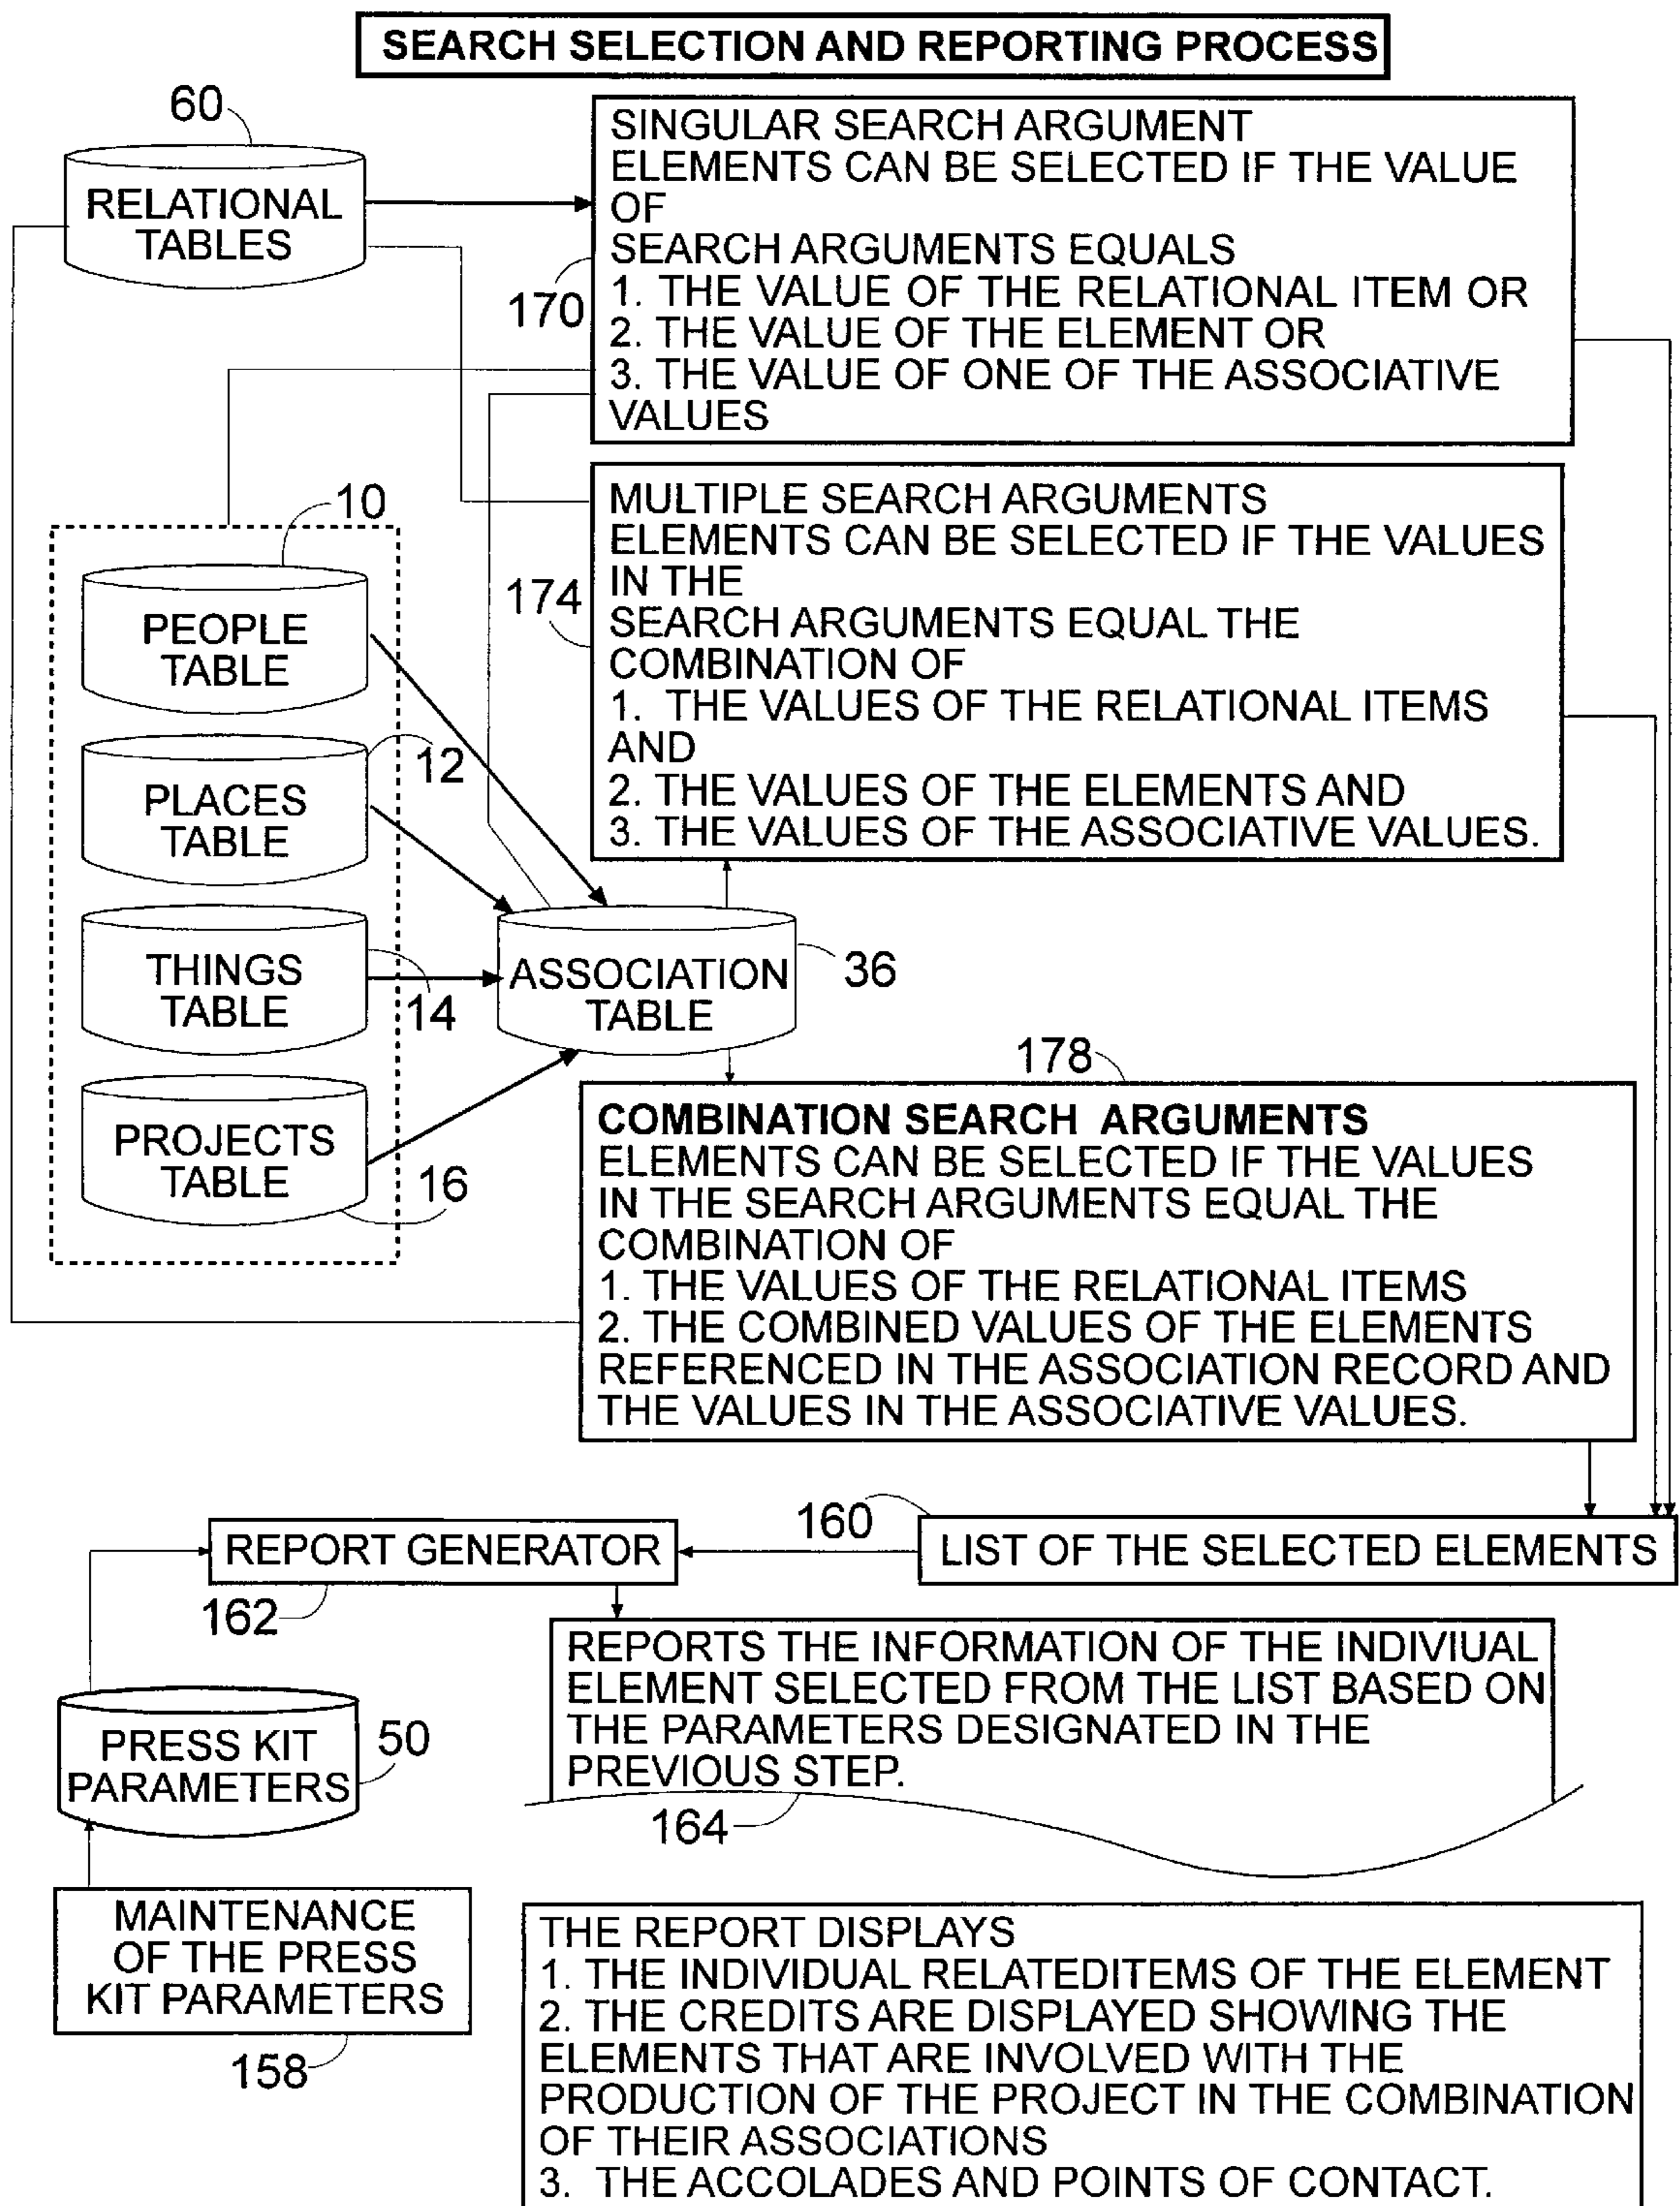 SEARCH SELECTION AND REPORTING PROCESS
60
RELATIONAL
TABLES
SINGULAR SEARCH ARGUMENT
ELEMENTS CAN BE SELECTED IF THE VALUE
OF
SEARCH ARGUMENTS EQUALS
1. THE VALUE OF THE RELATIONAL ITEM OR
2. THE VALUE OF THE ELEMENT OR
3. THE VALUE OF ONE OF THE ASSOCIATIVE
VALUES
170
MULTIPLE SEARCH ARGUMENTS
ELEMENTS CAN BE SELECTED IF THE VALUES
IN THE
SEARCH ARGUMENTS EQUAL THE
COMBINATION OF
1. THE VALUES OF THE RELATIONAL ITEMS
AND
2. THE VALUES OF THE ELEMENTS AND
3. THE VALUES OF THE ASSOCIATIVE VALUES.
174
10
PEOPLE
TABLE
12
PLACES
TABLE
THINGS
TABLE
14
PROJECTS
TABLE
16
ASSOCIATION
TABLE
36
178
COMBINATION SEARCH ARGUMENTS
ELEMENTS CAN BE SELECTED IF THE VALUES
IN THE SEARCH ARGUMENTS EQUAL THE
COMBINATION OF
1. THE VALUES OF THE RELATIONAL ITEMS
2. THE COMBINED VALUES OF THE ELEMENTS
REFERENCED IN THE ASSOCIATION RECORD AND
THE VALUES IN THE ASSOCIATIVE VALUES.
160
LIST OF THE SELECTED ELEMENTS
REPORT GENERATOR
162
REPORTS THE INFORMATION OF THE INDIVIUAL
ELEMENT SELECTED FROM THE LIST BASED ON
THE PARAMETERS DESIGNATED IN THE
PREVIOUS STEP.
164
PRESS KIT
PARAMETERS
50
MAINTENANCE
OF THE PRESS
KIT PARAMETERS
158
THE REPORT DISPLAYS
1. THE INDIVIDUAL RELATEDITEMS OF THE ELEMENT
2. THE CREDITS ARE DISPLAYED SHOWING THE
ELEMENTS THAT ARE INVOLVED WITH THE
PRODUCTION OF THE PROJECT IN THE COMBINATION
OF THEIR ASSOCIATIONS
3. THE ACCOLADES AND POINTS OF CONTACT.